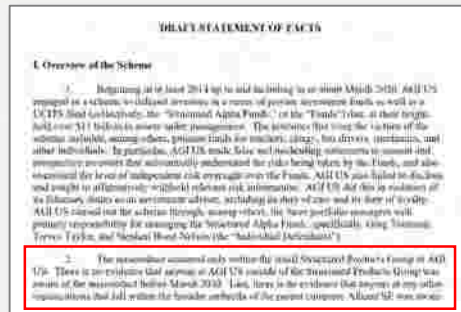 DRAFT STATEMENT OF FACTS
I. Overview of the Scheme
1. Beginning in at least 2014 up to and including in or about March 2020, AGI US
engaged in a scheme to defraud investors in a series of private investment funds as well as a
(collectively, the "Structured Alpha Funds," or the "Funds") that, at their height,
held over $11 billion in assets under management. The investors that were the victims of the
scheme included, among others, pension funds for teachers, clergy, bus drivers, engineers, and
other individuals. In particular, AGI US made false and misleading statements to current and
prospective investors that substantially understated the risks being taken by the Funds, and also
overstated the level of independent risk oversight over the Funds. AGI US also failed to disclose
and sought to affirmatively withhold relevant risk information. AGI US did this in violation of
its fiduciary duties as an investment adviser, including its duty of care and its duty of loyalty.
AGI US carried out the scheme through, among others, the three portfolio managers with
primary responsibility for managing the Structured Alpha Funds, specifically, Greg Tournant,
Trevor Taylor, and Stephen Bond-Nelson (the "Individual Defendants").
2. The misconduct occurred only within the small Structured Products Group at AGI
US. There is no evidence that anyone at AGI US outside of the Structured Products Group was
aware of the misconduct before March 2020. Last, there is no evidence that anyone at any other
organizations that fall within the broader umbrella of the parent company, Allianz SE was aware